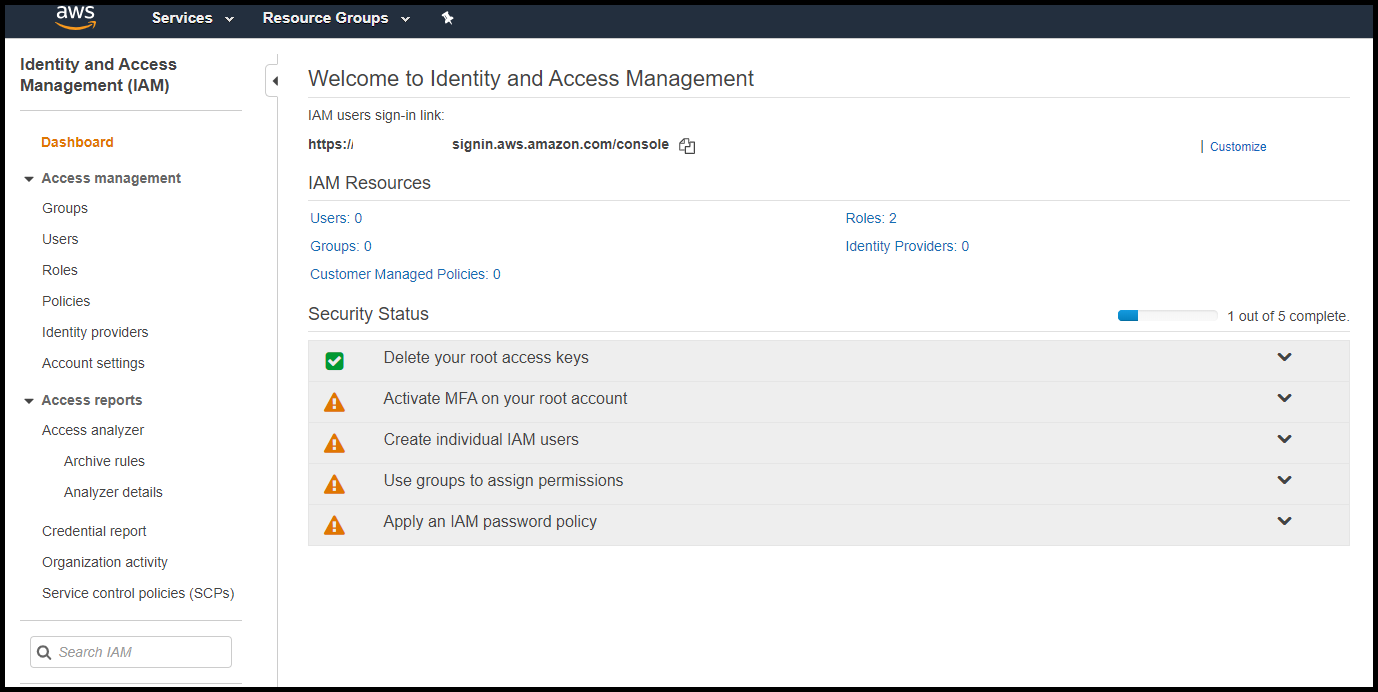 aws
Services
Resource Groups
Identity and Access
Management (IAM)
Dashboard
Access management
Groups
Users
Roles
Policies
Identity providers
Account settings
Access reports
Access analyzer
Archive rules
Analyzer details
Credential report
Organization activity
Service control policies (SCPs)
Search IAM
Welcome to Identity and Access Management
IAM users sign-in link:
https:// signin.aws.amazon.com/console
| Customize
IAM Resources
Users: 0
Roles: 2
Groups: 0
Identity Providers: 0
Customer Managed Policies: 0
Security Status
1 out of 5 complete.
Delete your root access keys
Activate MFA on your root account
Create individual IAM users
Use groups to assign permissions
Apply an IAM password policy